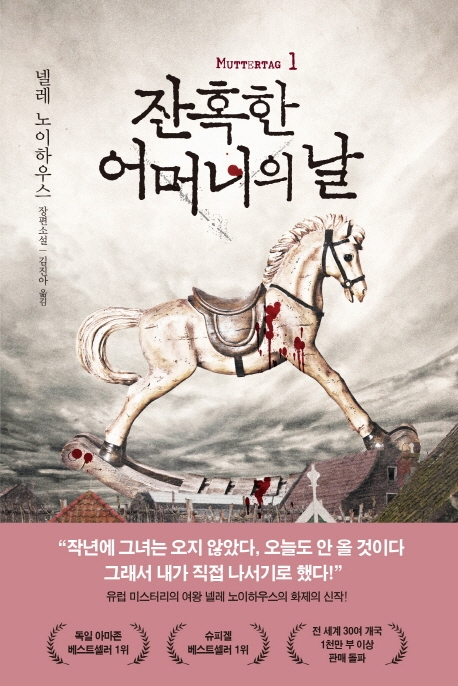 MUTTERTAG 1
잔혹한
어머니의 날
넬레 노이하우스
장편소설 — 김진아 옮김
“작년에 그녀는 오지 않았다, 오늘도 안 올 것이다
그래서 내가 직접 나서기로 했다!”
유럽 미스터리의 여왕 넬레 노이하우스의 화제의 신작!
독일 아마존
베스트셀러 1위
슈피겔
베스트셀러 1위
전 세계 30여 개국
1천만 부 이상
판매 돌파